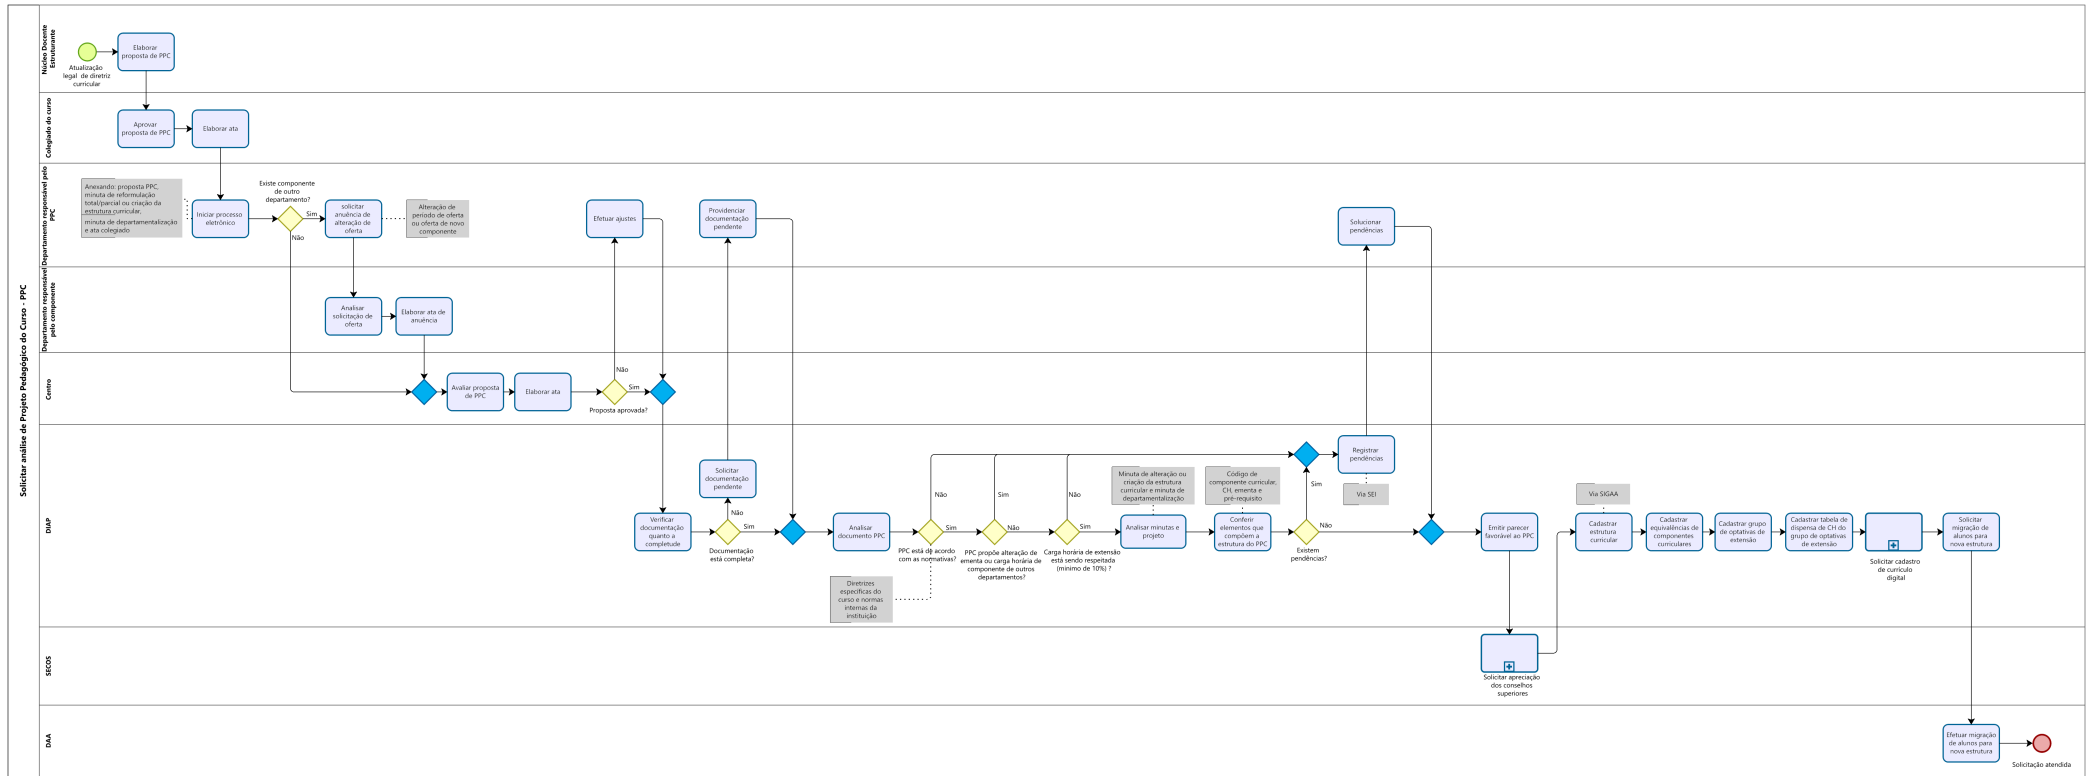 Solicitar análise de Projeto Pedagógico do Curso - PPC
Núcleo Docente
Estruturante
Atualização
legal de diretriz
curricular
Elaborar
proposta de PPC
Colegiado do curso
Aprovar
proposta de PPC
Elaborar ata
Departamento responsável pelo
PPC
Anexando: proposta PPC,
minuta de reformulação
total/parcial ou criação da
estrutura curricular,
minuta de departamentalização
e ata colegiado
Iniciar processo
eletrônico
Existe componente
de outro
departamento?
Sim
Não
solicitar
anuência de
alteração de
oferta
Alteração de
período de oferta
ou oferta de novo
componente
Efetuar ajustes
Providenciar
documentação
pendente
Solucionar
pendências
Departamento responsável
pelo componente
Analisar
solicitação de
oferta
Elaborar ata de
anuência
Centro
Avaliar proposta
de PPC
Elaborar ata
Não
Sim
Proposta aprovada?
DIAP
Verificar
documentação
quanto a
completude
Solicitar
documentação
pendente
Não
Sim
Documentação
está completa?
Analisar
documento PPC
Não
Sim
PPC está de acordo
com as normativas?
Diretrizes
específicas do
curso e normas
internas da
instituição
Sim
Não
PPC propõe alteração de
ementa ou carga horária de
componente de outros
departamentos?
Não
Sim
Carga horária de extensão
está sendo respeitada
(mínimo de 10%) ?
Minuta de alteração ou
criação da estrutura
curricular e minuta de
departamentalização
Analisar minutas e
projeto
Código de
componente curricular,
CH, ementa e
pré-requisito
Conferir
elementos que
compõem a
estrutura do PPC
Sim
Não
Existem
pendências?
Registrar
pendências
Via SEI
Emitir parecer
favorável ao PPC
Via SIGAA
Cadastrar
estrutura
curricular
Cadastrar
equivalências de
componentes
curriculares
Cadastrar grupo
de optativas de
extensão
Cadastrar tabela de
dispensa de CH do
grupo de optativas
de extensão
Solicitar cadastro
de currículo
digital
Solicitar
migração de
alunos para
nova estrutura
SECOS
Solicitar apreciação
dos conselhos
superiores
DAA
Efetuar migração
de alunos para
nova estrutura
Solicitação atendida